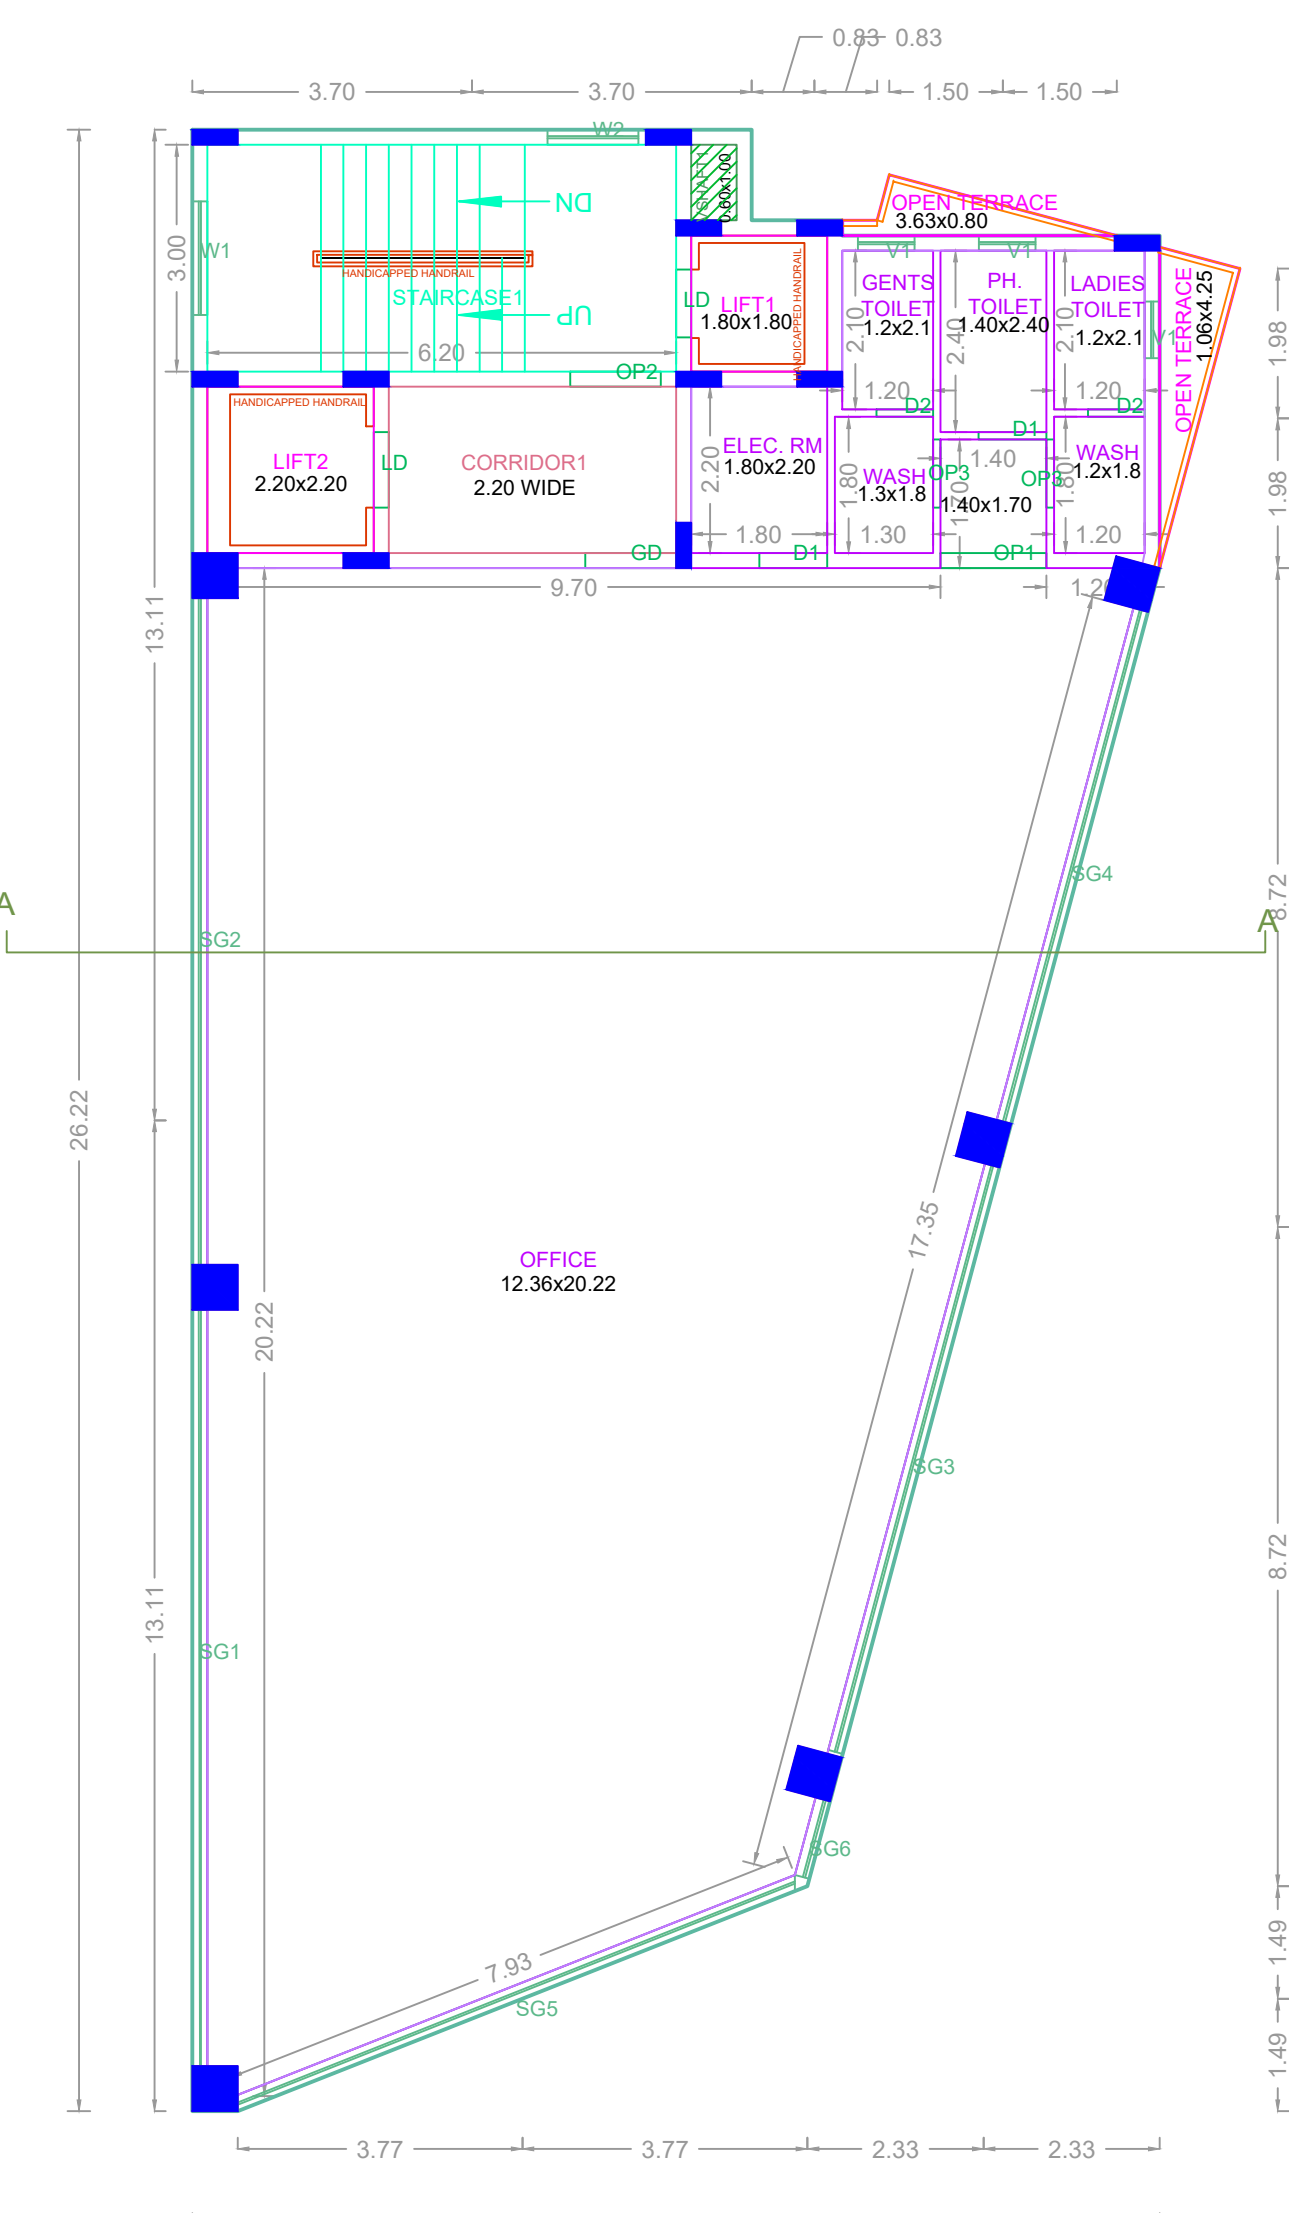 0.83
0.83
3.70
3.70
1.50
1.50
W2
DN
V.SHAFT1
0.60x1.00
OPEN TERRACE
3.63x0.80
W1
3.00
HANDICAPPED HANDRAIL
STAIRCASE1
UP
6.20
LD
LIFT1
1.80x1.80
HANDICAPPED HANDRAIL
V1
GENTS
TOILET
1.2x2.1
2.10
1.20
D2
V1
PH.
TOILET
1.40x2.40
2.40
D1
LADIES
TOILET
1.2x2.1
2.10
1.20
D2
V1
OPEN TERRACE
1.06x4.25
1.98
1.98
OP2
HANDICAPPED HANDRAIL
LIFT2
2.20x2.20
LD
CORRIDOR1
2.20 WIDE
GD
ELEC. RM
1.80x2.20
2.20
1.80
D1
WASH
1.3x1.8
1.80
1.30
OP3
1.40
1.40x1.70
1.70
OP1
OP3
WASH
1.2x1.8
1.80
1.20
9.70
1.20
13.11
26.22
A
A
SG2
SG4
8.72
17.35
20.22
OFFICE
12.36x20.22
SG3
8.72
13.11
SG1
SG6
7.93
SG5
1.49
1.49
3.77
3.77
2.33
2.33